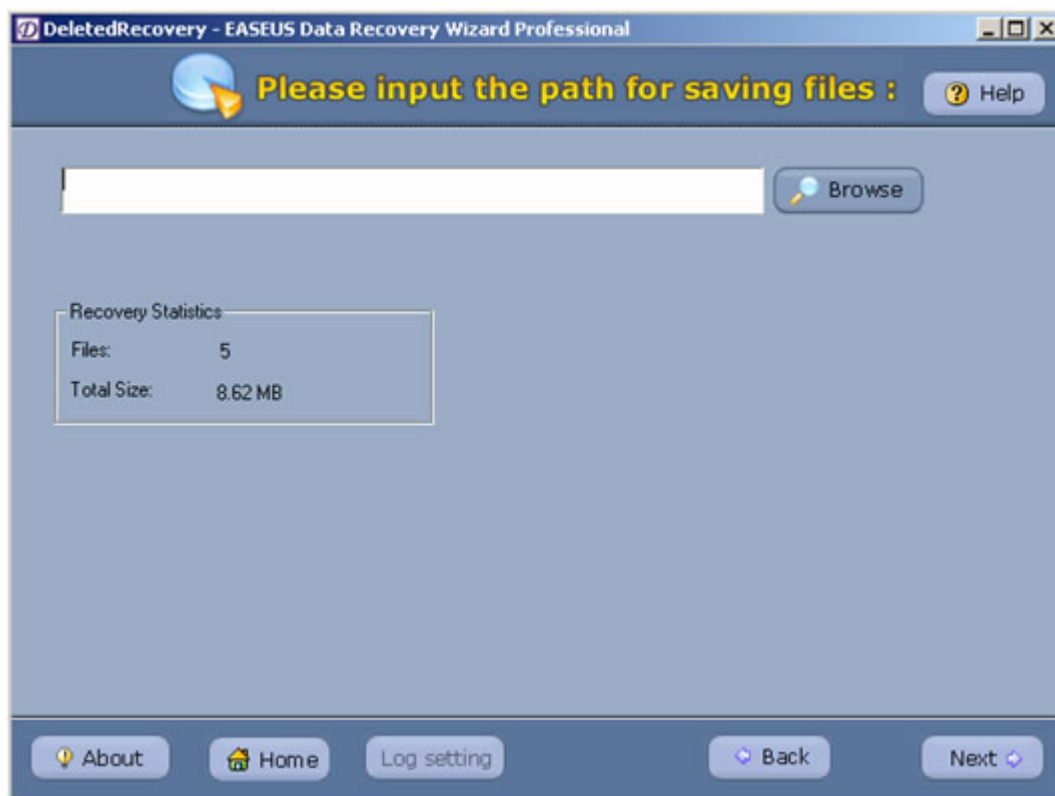 DeletedRecovery - EASEUS Data Recovery Wizard Professional
Please input the path for saving files :
Help
Browse
Recovery Statistics
Files: 5
Total Size: 8.62 MB
About
Home
Log setting
Back
Next